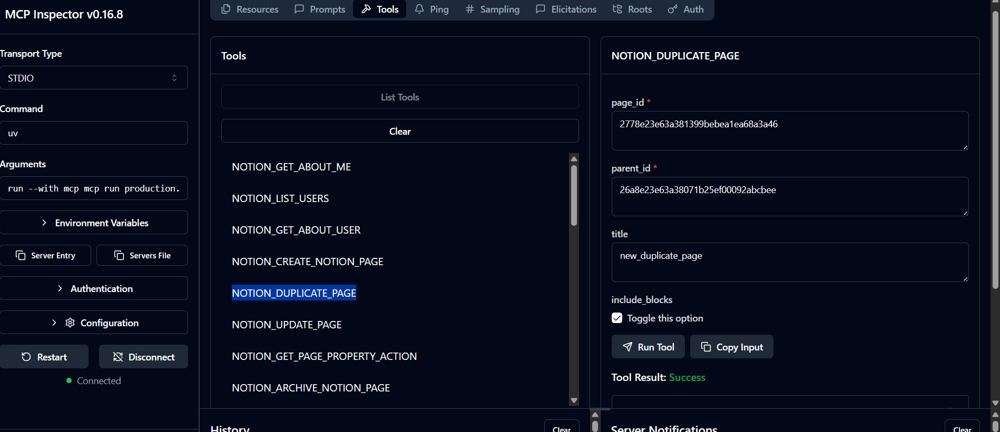 MCP Inspector v0.16.8
Transport Type
STDIO
Command
uv
Arguments
run --with mcp mcp run production.
Environment Variables
Server Entry
Servers File
Authentication
Configuration
Restart
Disconnect
Connected
Resources
Prompts
Tools
Ping
Sampling
Elicitations
Roots
Auth
Tools
List Tools
Clear
NOTION_GET_ABOUT_ME
NOTION_LIST_USERS
NOTION_GET_ABOUT_USER
NOTION_CREATE_NOTION_PAGE
NOTION_DUPLICATE_PAGE
NOTION_UPDATE_PAGE
NOTION_GET_PAGE_PROPERTY_ACTION
NOTION_ARCHIVE_NOTION_PAGE
NOTION_DUPLICATE_PAGE
page_id *
2778e23e63a381399bebea1ea68a3a46
parent_id *
26a8e23e63a38071b25ef00092abcbee
title
new_duplicate_page
include_blocks
Toggle this option
Run Tool
Copy Input
Tool Result: Success
History
Clear
Server Notifications
Clear